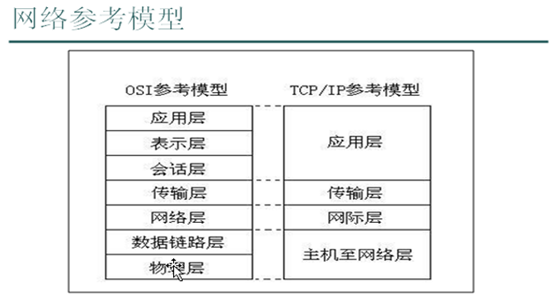 网络参考模型
OSI参考模型
应用层
表示层
会话层
传输层
网络层
数据链路层
物理层
TCP/IP参考模型
应用层
传输层
网际层
主机至网络层